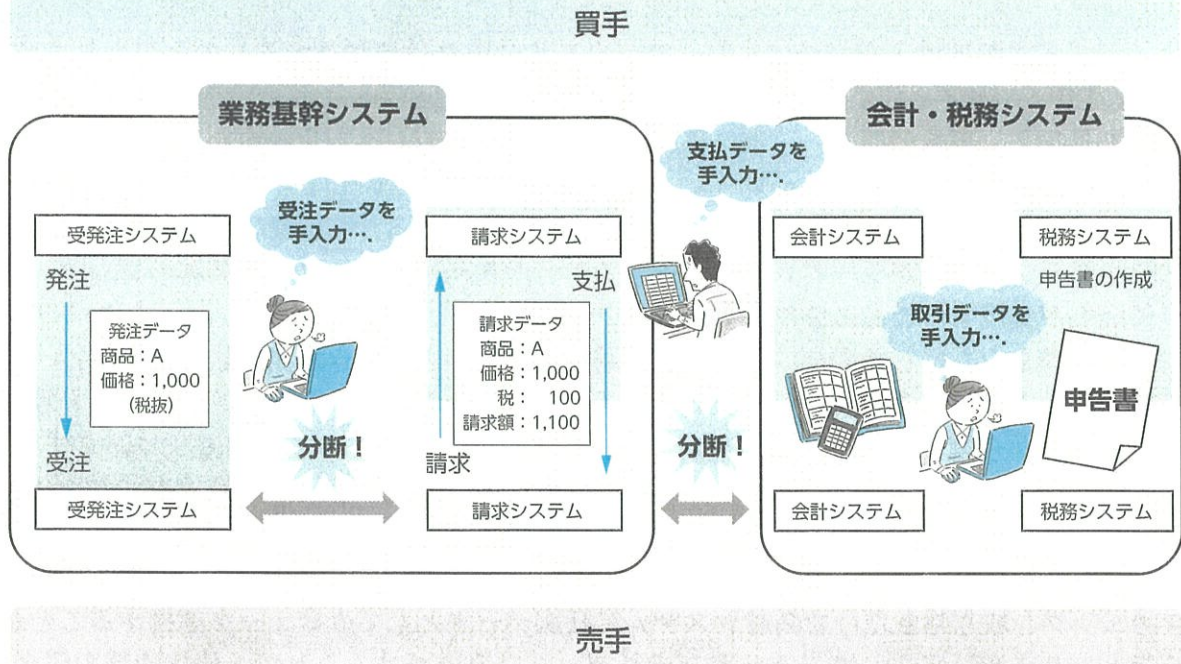 買手
業務基幹システム
会計・税務システム
支払データを
手入力….
受注データを
手入力….
受発注システム
請求システム
会計システム
税務システム
発注
支払
申告書の作成
発注データ
商品：A
価格：1,000
（税抜）
請求データ
商品：A
価格：1,000
税：　100
請求額：1,100
取引データを
手入力….
申告書
分断！
分断！
受注
請求
受発注システム
請求システム
会計システム
税務システム
売手